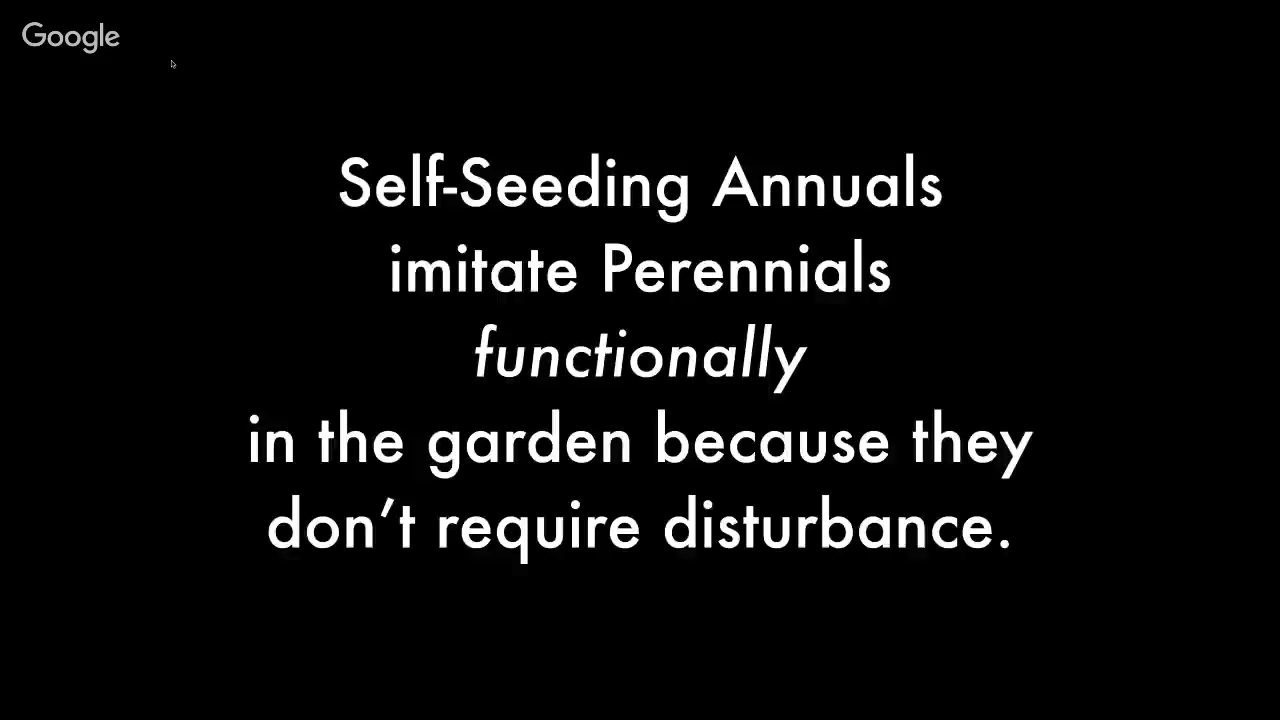 Google
Self-Seeding Annuals
imitate Perennials
functionally
in the garden because they
don’t require disturbance.